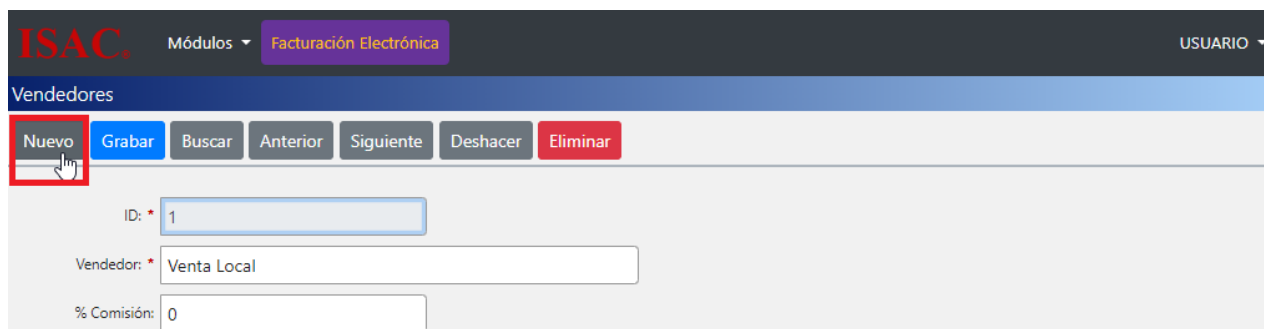 ISAC. Módulos Facturación Electrónica USUARIO
Vendedores
Nuevo Grabar Buscar Anterior Siguiente Deshacer Eliminar
ID: * 1
Vendedor: * Venta Local
% Comisión: 0